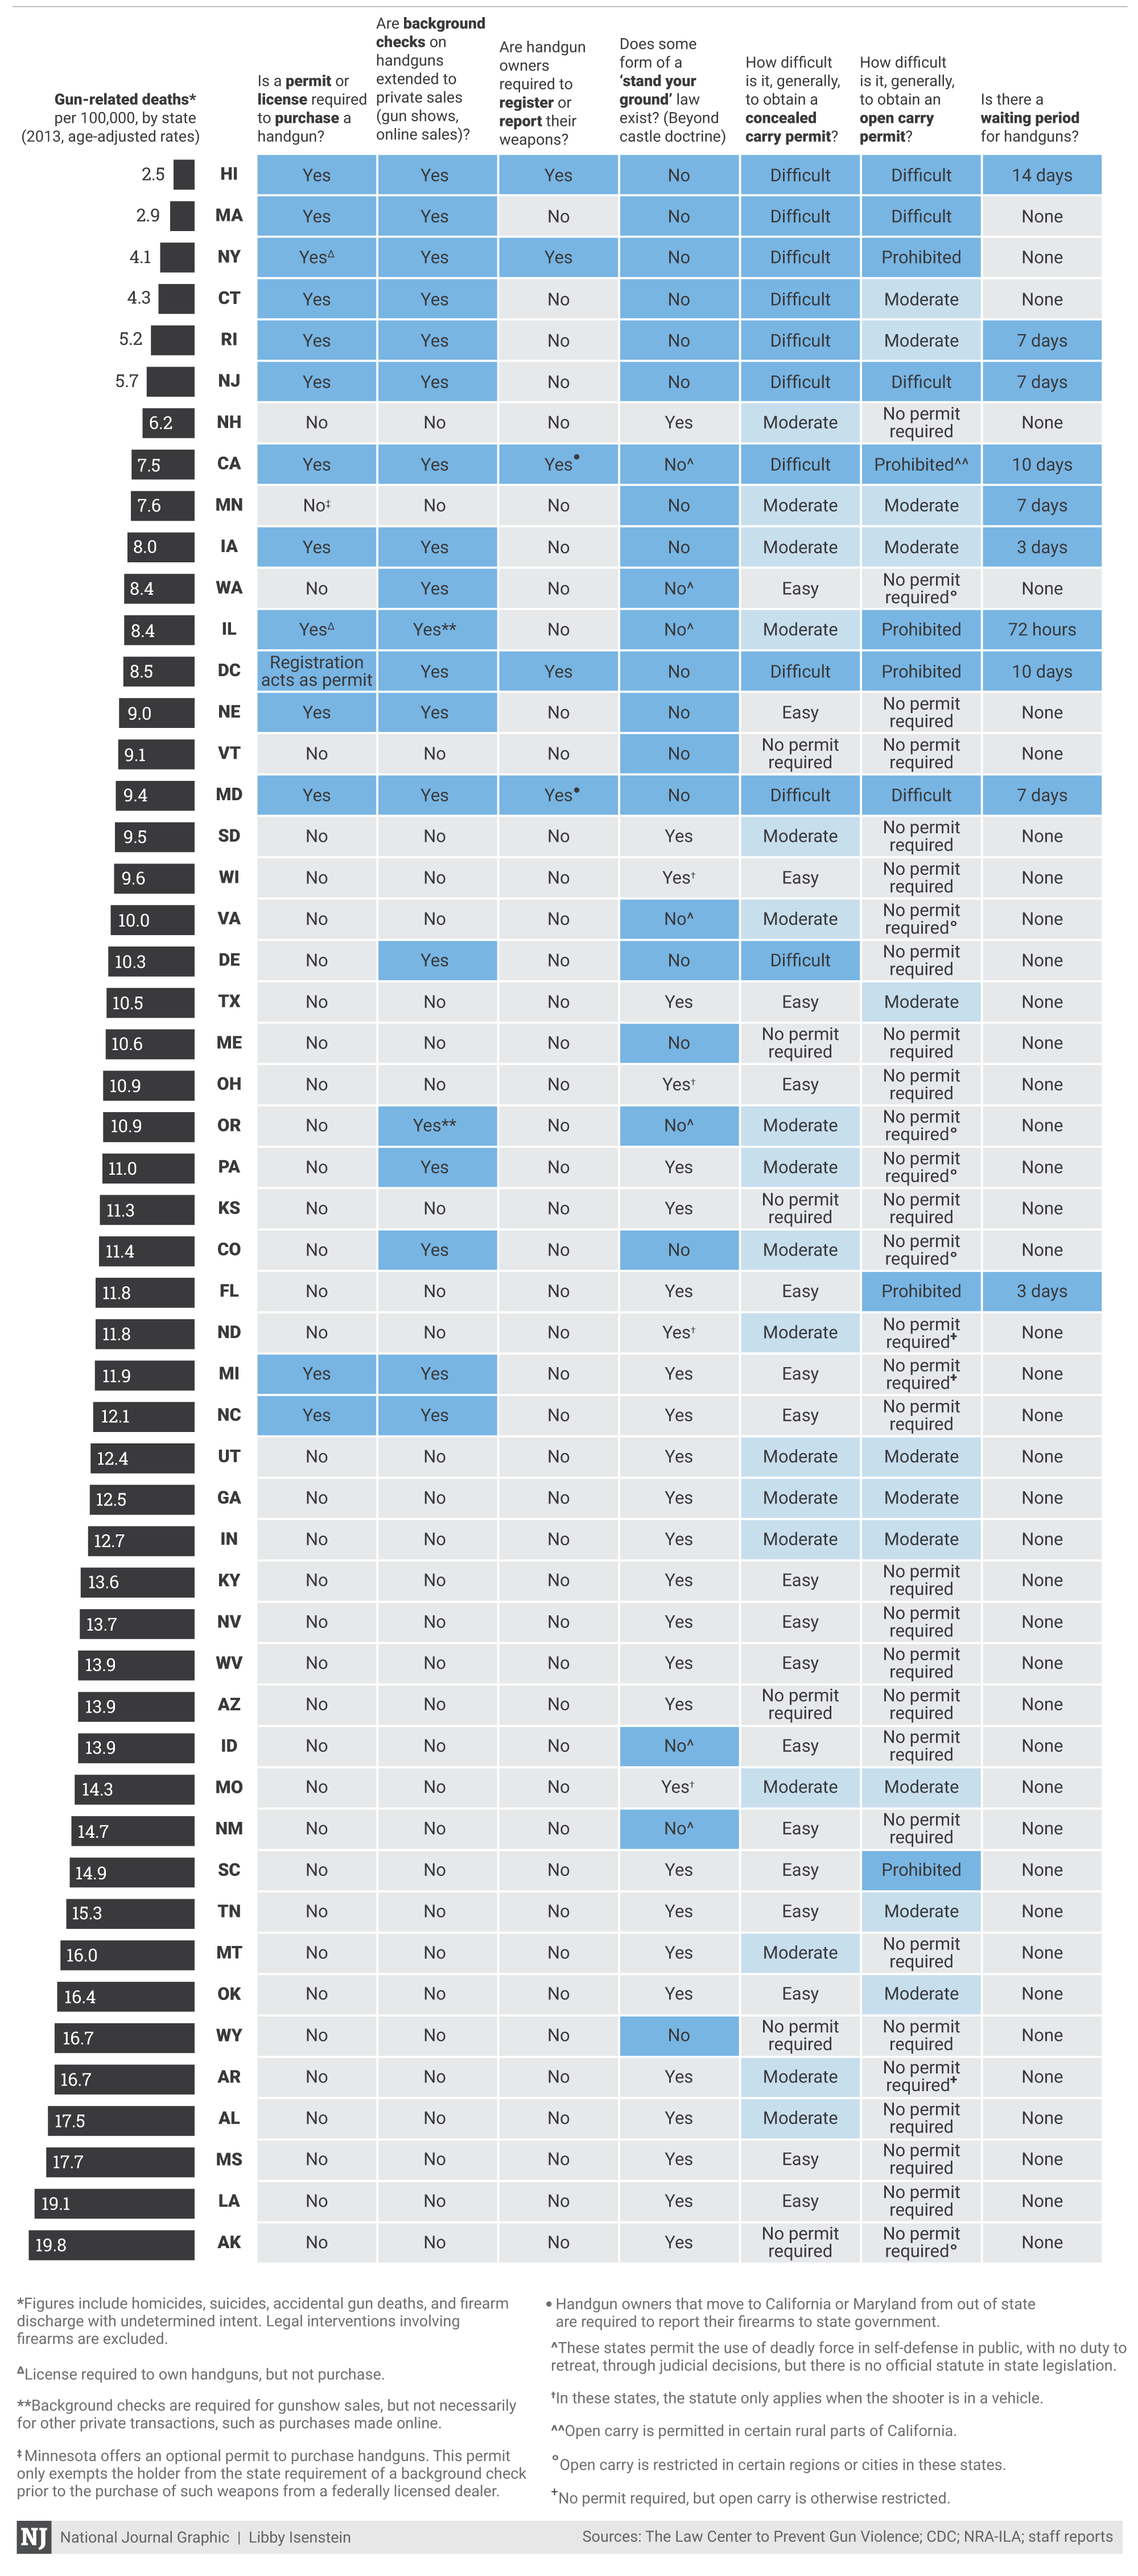 Gun-related deaths*
per 100,000, by state
(2013, age-adjusted rates)
Is a permit or
license required
to purchase a
handgun?
Are background
checks on
handguns
extended to
private sales
(gun shows,
online sales)?
Are handgun
owners
required to
register or
report their
weapons?
Does some
form of a
‘stand your
ground’ law
exist? (Beyond
castle doctrine)
How difficult
is it, generally,
to obtain a
concealed
carry permit?
How difficult
is it, generally,
to obtain an
open carry
permit?
Is there a
waiting period
for handguns?
2.5 HI Yes Yes Yes No Difficult Difficult 14 days
2.9 MA Yes Yes No No Difficult Difficult None
4.1 NY Yes∆ Yes Yes No Difficult Prohibited None
4.3 CT Yes Yes No No Difficult Moderate None
5.2 RI Yes Yes No No Difficult Moderate 7 days
5.7 NJ Yes Yes No No Difficult Difficult 7 days
6.2 NH No No No Yes Moderate No permit required None
7.5 CA Yes Yes Yes• No^ Difficult Prohibited^^ 10 days
7.6 MN No‡ No No No Moderate Moderate 7 days
8.0 IA Yes Yes No No Moderate Moderate 3 days
8.4 WA No Yes No No^ Easy No permit required° None
8.4 IL Yes∆ Yes** No No^ Moderate Prohibited 72 hours
8.5 DC Registration acts as permit Yes Yes No Difficult Prohibited 10 days
9.0 NE Yes Yes No No Easy No permit required None
9.1 VT No No No No No permit required No permit required None
9.4 MD Yes Yes Yes• No Difficult Difficult 7 days
9.5 SD No No No Yes Moderate No permit required None
9.6 WI No No No Yes† Easy No permit required None
10.0 VA No No No No^ Moderate No permit required° None
10.3 DE No Yes No No Difficult No permit required None
10.5 TX No No No Yes Easy Moderate None
10.6 ME No No No No No permit required No permit required None
10.9 OH No No No Yes† Easy No permit required None
10.9 OR No Yes** No No^ Moderate No permit required° None
11.0 PA No Yes No Yes Moderate No permit required° None
11.3 KS No No No Yes No permit required No permit required None
11.4 CO No Yes No No Moderate No permit required° None
11.8 FL No No No Yes Easy Prohibited 3 days
11.8 ND No No No Yes† Moderate No permit required+ None
11.9 MI Yes Yes No Yes Easy No permit required+ None
12.1 NC Yes Yes No Yes Easy No permit required None
12.4 UT No No No Yes Moderate Moderate None
12.5 GA No No No Yes Moderate Moderate None
12.7 IN No No No Yes Moderate Moderate None
13.6 KY No No No Yes Easy No permit required None
13.7 NV No No No Yes Easy No permit required None
13.9 WV No No No Yes Easy No permit required None
13.9 AZ No No No Yes No permit required No permit required None
13.9 ID No No No No^ Easy No permit required None
14.3 MO No No No Yes† Moderate Moderate None
14.7 NM No No No No^ Easy No permit required None
14.9 SC No No No Yes Easy Prohibited None
15.3 TN No No No Yes Easy Moderate None
16.0 MT No No No Yes Moderate No permit required None
16.4 OK No No No Yes Easy Moderate None
16.7 WY No No No No No permit required No permit required None
16.7 AR No No No Yes Moderate No permit required+ None
17.5 AL No No No Yes Moderate No permit required None
17.7 MS No No No Yes Easy No permit required None
19.1 LA No No No Yes Easy No permit required None
19.8 AK No No No Yes No permit required No permit required° None
*Figures include homicides, suicides, accidental gun deaths, and firearm
discharge with undetermined intent. Legal interventions involving
firearms are excluded.
∆License required to own handguns, but not purchase.
**Background checks are required for gunshow sales, but not necessarily
for other private transactions, such as purchases made online.
‡Minnesota offers an optional permit to purchase handguns. This permit
only exempts the holder from the state requirement of a background check
prior to the purchase of such weapons from a federally licensed dealer.
• Handgun owners that move to California or Maryland from out of state
are required to report their firearms to state government.
^These states permit the use of deadly force in self-defense in public, with no duty to
retreat, through judicial decisions, but there is no official statute in state legislation.
†In these states, the statute only applies when the shooter is in a vehicle.
^^Open carry is permitted in certain rural parts of California.
°Open carry is restricted in certain regions or cities in these states.
+No permit required, but open carry is otherwise restricted.
NJ National Journal Graphic | Libby Isenstein
Sources: The Law Center to Prevent Gun Violence; CDC; NRA-ILA; staff reports